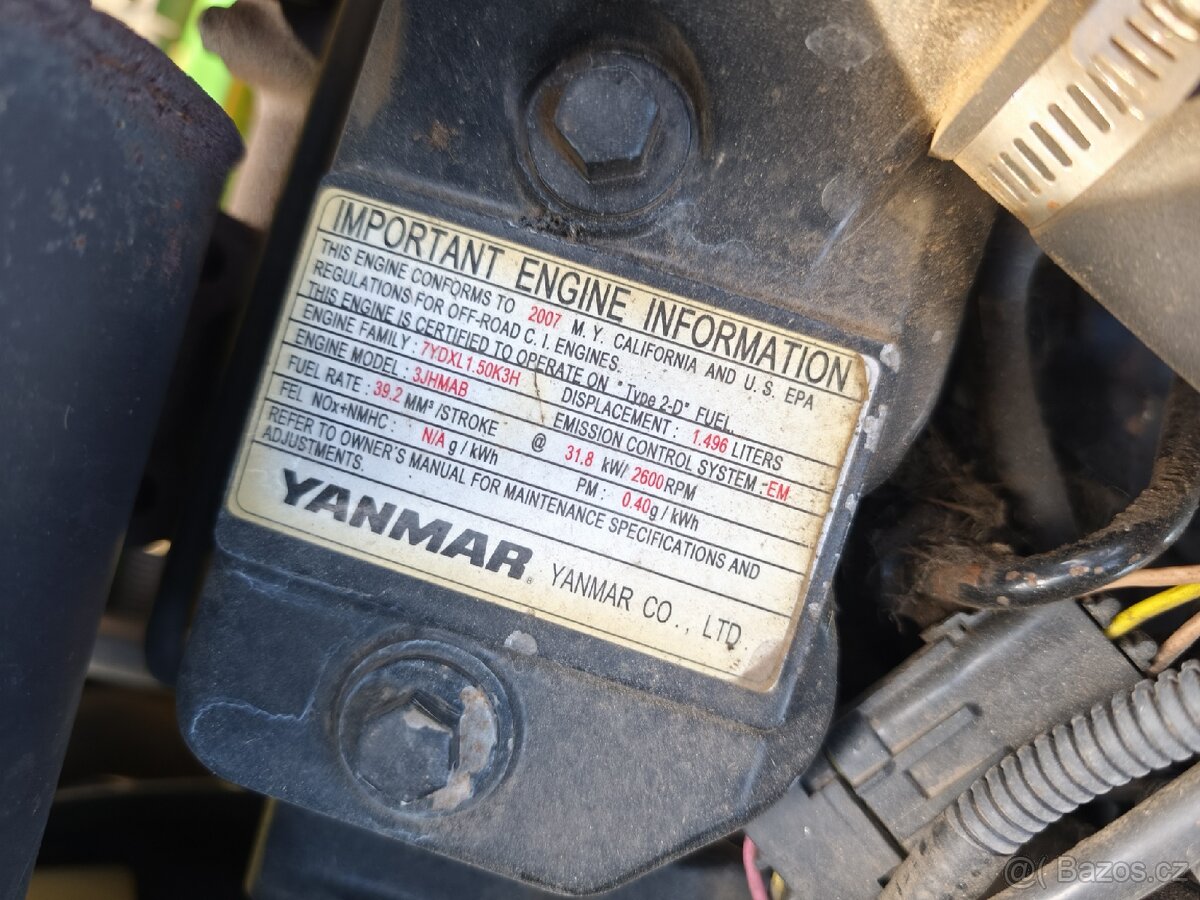 IMPORTANT ENGINE INFORMATION
THIS ENGINE CONFORMS TO 2007 M. Y. CALIFORNIA AND U. S. EPA
REGULATIONS FOR OFF-ROAD C. I. ENGINES.
THIS ENGINE IS CERTIFIED TO OPERATE ON "Type 2-D" FUEL.
ENGINE FAMILY : 7YDXL1.50K3H DISPLACEMENT : 1.496 LITERS
ENGINE MODEL : 3JHMAB EMISSION CONTROL SYSTEM : EM
FUEL RATE : 39.2 MM³ /STROKE @ 31.8 kW/ 2600RPM
FEL NOx+NMHC : N/A g / kWh PM : 0.40g / kWh
REFER TO OWNER'S MANUAL FOR MAINTENANCE SPECIFICATIONS AND
ADJUSTMENTS.
YANMAR® YANMAR CO., LTD.
Bazos.cz